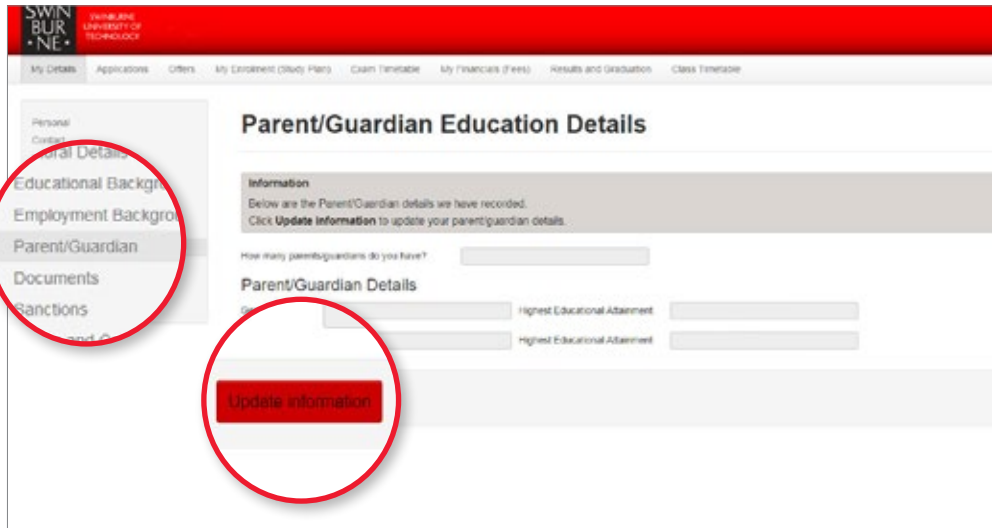 SWIN
BUR
•NE•
SWINBURNE
UNIVERSITY OF
TECHNOLOGY
My Details Applications Offers My Enrolment (Study Plan) Exam Timetable My Financials (Fees) Results and Graduation Class Timetable
Personal
Contact
Details
Educational Backgro
Employment Backgrou
Parent/Guardian
Documents
Sanctions
and
Parent/Guardian Education Details
Information
Below are the Parent/Guardian details we have recorded.
Click Update Information to update your parent/guardian details.
How many parents/guardians do you have?
Parent/Guardian Details
Highest Educational Attainment
Highest Educational Attainment
Update information